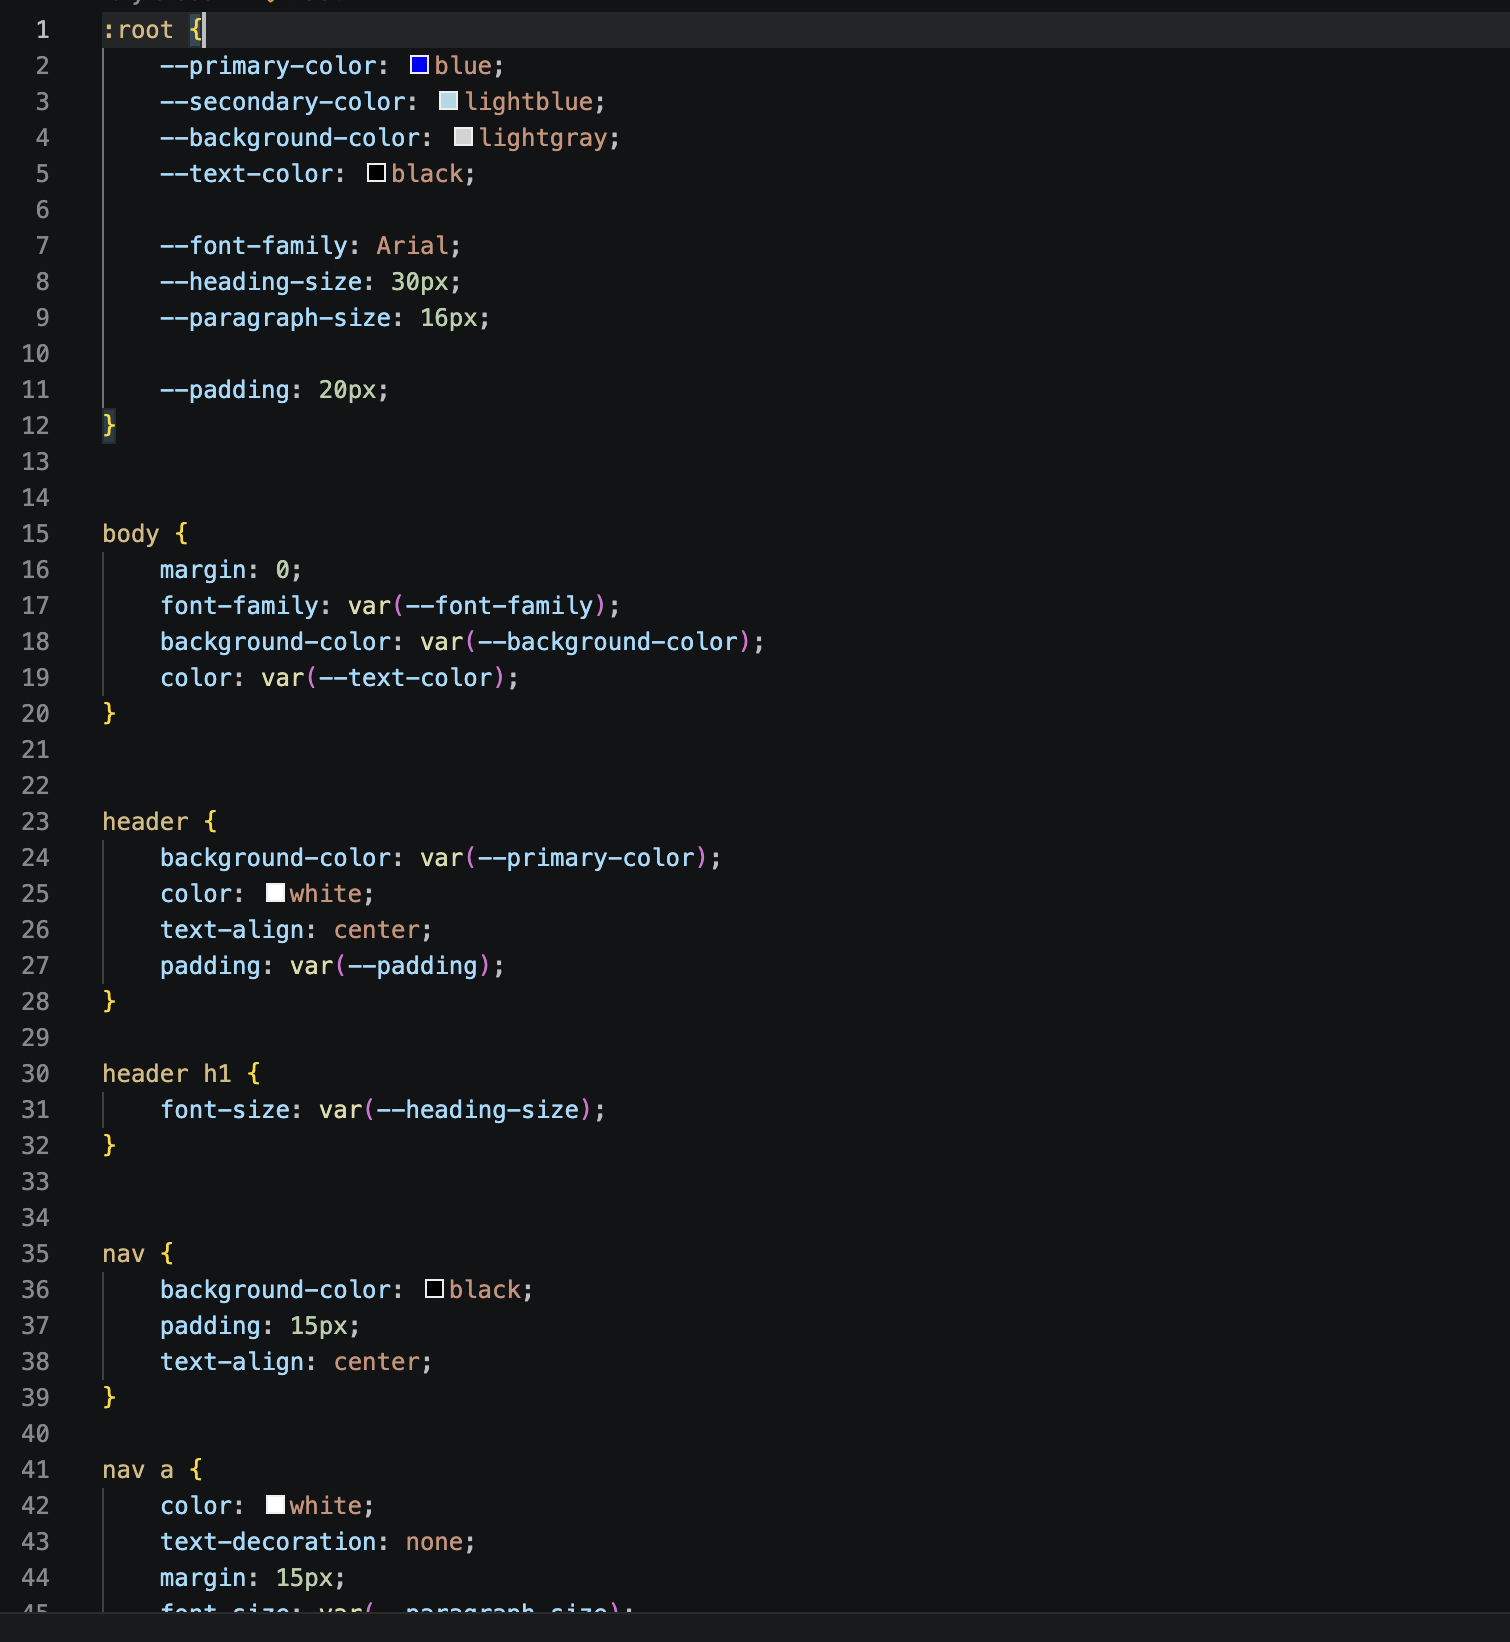 1 :root {
2 --primary-color: blue;
3 --secondary-color: lightblue;
4 --background-color: lightgray;
5 --text-color: black;
6
7 --font-family: Arial;
8 --heading-size: 30px;
9 --paragraph-size: 16px;
10
11 --padding: 20px;
12 }
13
14
15 body {
16 margin: 0;
17 font-family: var(--font-family);
18 background-color: var(--background-color);
19 color: var(--text-color);
20 }
21
22
23 header {
24 background-color: var(--primary-color);
25 color: white;
26 text-align: center;
27 padding: var(--padding);
28 }
29
30 header h1 {
31 font-size: var(--heading-size);
32 }
33
34
35 nav {
36 background-color: black;
37 padding: 15px;
38 text-align: center;
39 }
40
41 nav a {
42 color: white;
43 text-decoration: none;
44 margin: 15px;
45 font-size: var(--paragraph-size);